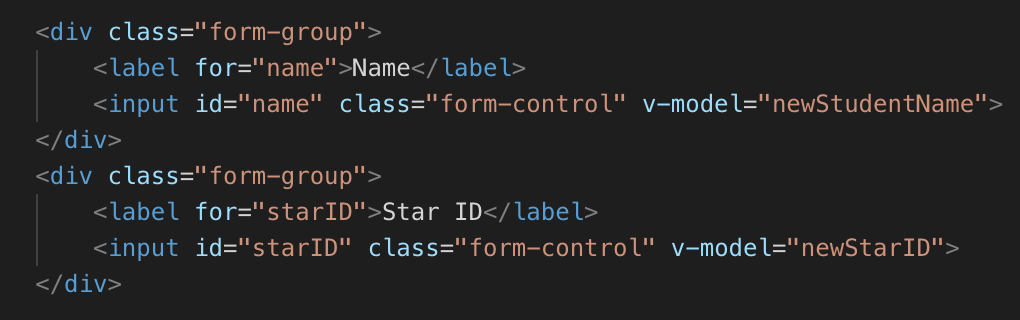 <div class="form-group">
    <label for="name">Name</label>
    <input id="name" class="form-control" v-model="newStudentName">
</div>
<div class="form-group">
    <label for="starID">Star ID</label>
    <input id="starID" class="form-control" v-model="newStarID">
</div>